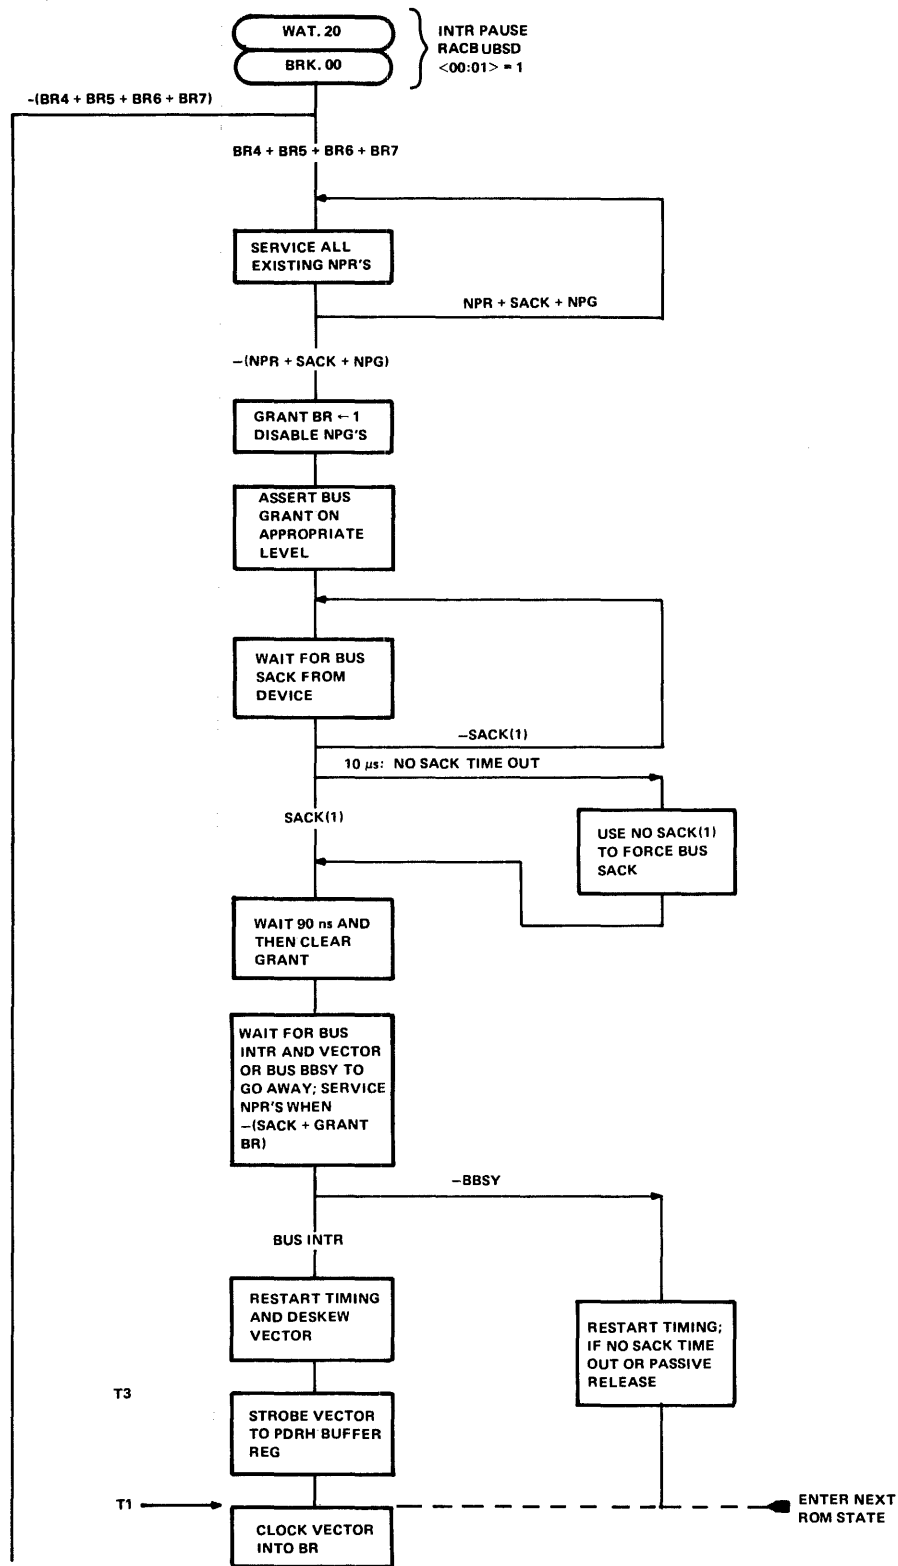 WAT. 20
BRK. 00
INTR PAUSE
RACB UBSD
<00:01> = 1
-(BR4 + BR5 + BR6 + BR7)
BR4 + BR5 + BR6 + BR7
SERVICE ALL
EXISTING NPR'S
NPR + SACK + NPG
-(NPR + SACK + NPG)
GRANT BR ← 1
DISABLE NPG'S
ASSERT BUS
GRANT ON
APPROPRIATE
LEVEL
WAIT FOR BUS
SACK FROM
DEVICE
-SACK(1)
10 μs: NO SACK TIME OUT
SACK(1)
USE NO SACK(1)
TO FORCE BUS
SACK
WAIT 90 ns AND
THEN CLEAR
GRANT
WAIT FOR BUS
INTR AND VECTOR
OR BUS BBSY TO
GO AWAY; SERVICE
NPR'S WHEN
-(SACK + GRANT
BR)
-BBSY
BUS INTR
RESTART TIMING
AND DESKEW
VECTOR
RESTART TIMING;
IF NO SACK TIME
OUT OR PASSIVE
RELEASE
T3
STROBE VECTOR
TO PDRH BUFFER
REG
T1
ENTER NEXT
ROM STATE
CLOCK VECTOR
INTO BR